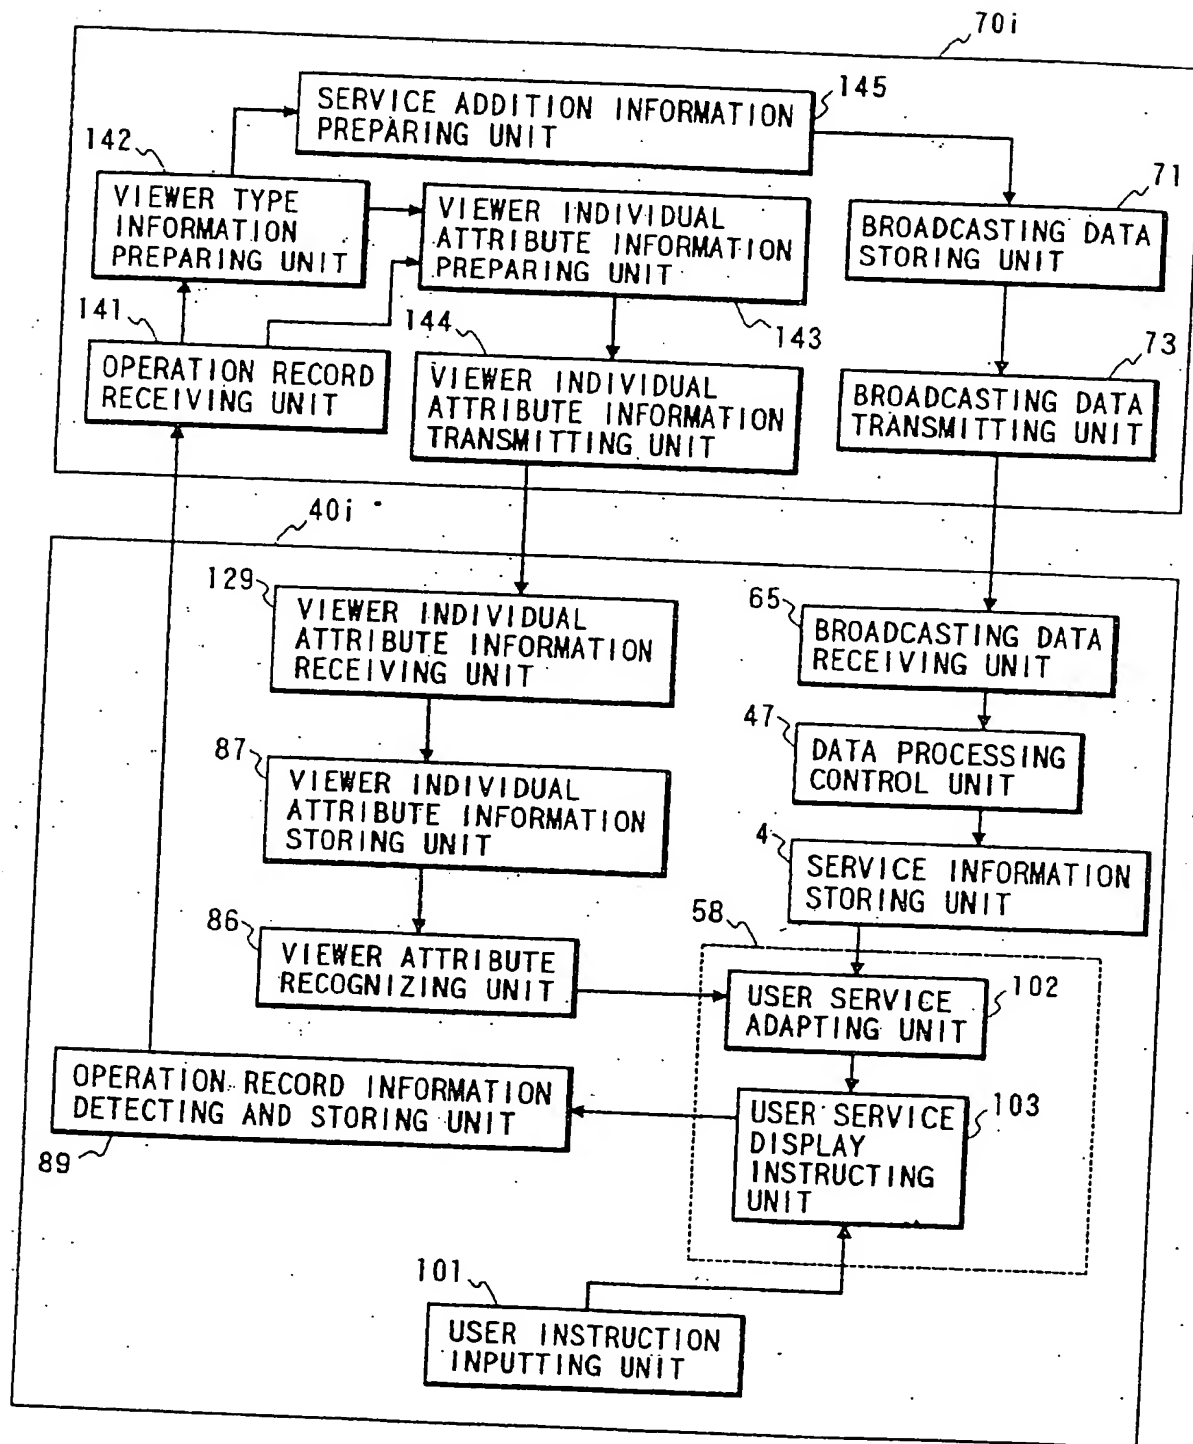 70i
SERVICE ADDITION INFORMATION
PREPARING UNIT
145
142
VIEWER TYPE
INFORMATION
PREPARING UNIT
VIEWER INDIVIDUAL
ATTRIBUTE INFORMATION
PREPARING UNIT
143
71
BROADCASTING DATA
STORING UNIT
141
OPERATION RECORD
RECEIVING UNIT
144
VIEWER INDIVIDUAL
ATTRIBUTE INFORMATION
TRANSMITTING UNIT
73
BROADCASTING DATA
TRANSMITTING UNIT
40i
129
VIEWER INDIVIDUAL
ATTRIBUTE INFORMATION
RECEIVING UNIT
65
BROADCASTING DATA
RECEIVING UNIT
87
VIEWER INDIVIDUAL
ATTRIBUTE INFORMATION
STORING UNIT
47
DATA PROCESSING
CONTROL UNIT
4
SERVICE INFORMATION
STORING UNIT
86
VIEWER ATTRIBUTE
RECOGNIZING UNIT
58
USER SERVICE
ADAPTING UNIT
102
OPERATION RECORD INFORMATION
DETECTING AND STORING UNIT
89
USER SERVICE
DISPLAY
INSTRUCTING
UNIT
103
101
USER INSTRUCTION
INPUTTING UNIT